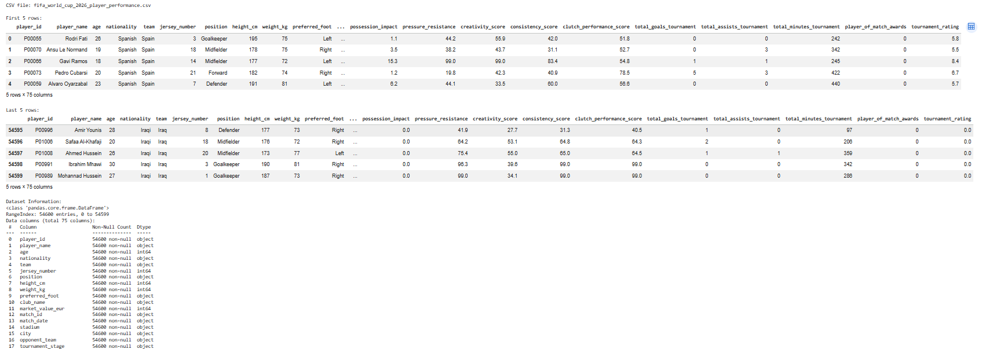 CSV file: fifa_world_cup_2026_player_performance.csv
First 5 rows:
player_id player_name age nationality team jersey_number position height_cm weight_kg preferred_foot ... possession_impact pressure_resistance creativity_score consistency_score clutch_performance_score total_goals_tournament total_assists_tournament total_minutes_tournament player_of_match_awards tournament_rating
0 P00055 Rodri Fati 26 Spanish Spain 3 Goalkeeper 195 75 Left ... 1.1 44.2 55.9 42.0 51.8 0 0 242 0 5.8
1 P00070 Ansu Le Normand 19 Spanish Spain 18 Midfielder 178 75 Right ... 3.5 38.2 43.7 31.1 52.7 0 3 342 0 5.5
2 P00066 Gavi Ramos 18 Spanish Spain 14 Midfielder 177 72 Left ... 15.3 99.0 99.0 83.4 54.8 1 1 245 0 8.4
3 P00073 Pedro Cubarsi 20 Spanish Spain 21 Forward 182 74 Right ... 1.2 19.8 42.3 40.9 78.5 5 3 422 0 6.7
4 P00059 Alvaro Oyarzabal 23 Spanish Spain 7 Defender 191 81 Left ... 6.2 44.1 33.5 60.0 56.6 0 0 440 0 5.7
5 rows × 75 columns
Last 5 rows:
player_id player_name age nationality team jersey_number position height_cm weight_kg preferred_foot ... possession_impact pressure_resistance creativity_score consistency_score clutch_performance_score total_goals_tournament total_assists_tournament total_minutes_tournament player_of_match_awards tournament_rating
54595 P00996 Amir Younis 28 Iraqi Iraq 8 Defender 177 73 Right ... 0.0 41.9 27.7 31.3 40.5 1 0 97 0 0.0
54596 P01006 Safaa Al-Khafaji 20 Iraqi Iraq 18 Midfielder 176 72 Right ... 0.0 64.2 53.1 64.8 64.3 2 0 206 0 0.0
54597 P01008 Ahmed Hussein 26 Iraqi Iraq 20 Midfielder 173 77 Left ... 0.0 75.4 55.0 65.0 64.5 1 1 359 0 0.0
54598 P00991 Ibrahim Mhawi 30 Iraqi Iraq 3 Goalkeeper 190 81 Right ... 0.0 96.3 39.6 99.0 99.0 0 0 342 0 0.0
54599 P00989 Mohannad Hussein 27 Iraqi Iraq 1 Goalkeeper 187 73 Right ... 0.0 99.0 34.1 99.0 99.0 0 0 286 0 0.0
5 rows × 75 columns
Dataset Information:
<class 'pandas.core.frame.DataFrame'>
RangeIndex: 54600 entries, 0 to 54599
Data columns (total 75 columns):
# Column Non-Null Count Dtype
--- ------ -------------- -----
0 player_id 54600 non-null object
1 player_name 54600 non-null object
2 age 54600 non-null int64
3 nationality 54600 non-null object
4 team 54600 non-null object
5 jersey_number 54600 non-null int64
6 position 54600 non-null object
7 height_cm 54600 non-null int64
8 weight_kg 54600 non-null int64
9 preferred_foot 54600 non-null object
10 club_name 54600 non-null object
11 market_value_eur 54600 non-null int64
12 match_id 54600 non-null object
13 match_date 54600 non-null object
14 stadium 54600 non-null object
15 city 54600 non-null object
16 opponent_team 54600 non-null object
17 tournament_stage 54600 non-null object